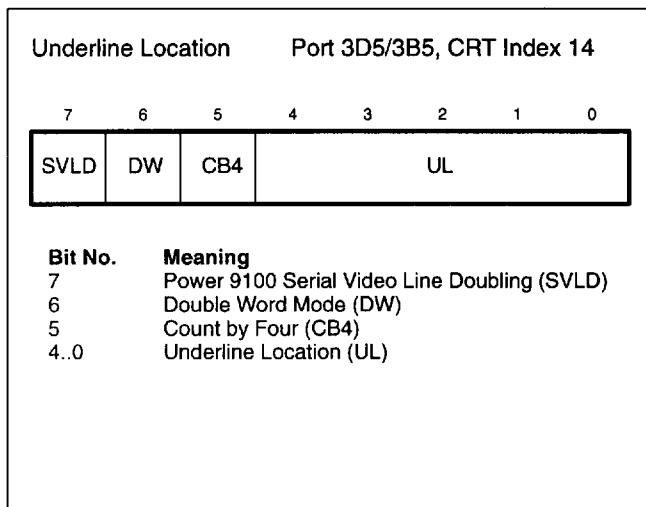 Underline Location Port 3D5/3B5, CRT Index 14
7 6 5 4 3 2 1 0
SVLD DW CB4 UL
Bit No. Meaning
7 Power 9100 Serial Video Line Doubling (SVLD)
6 Double Word Mode (DW)
5 Count by Four (CB4)
4..0 Underline Location (UL)